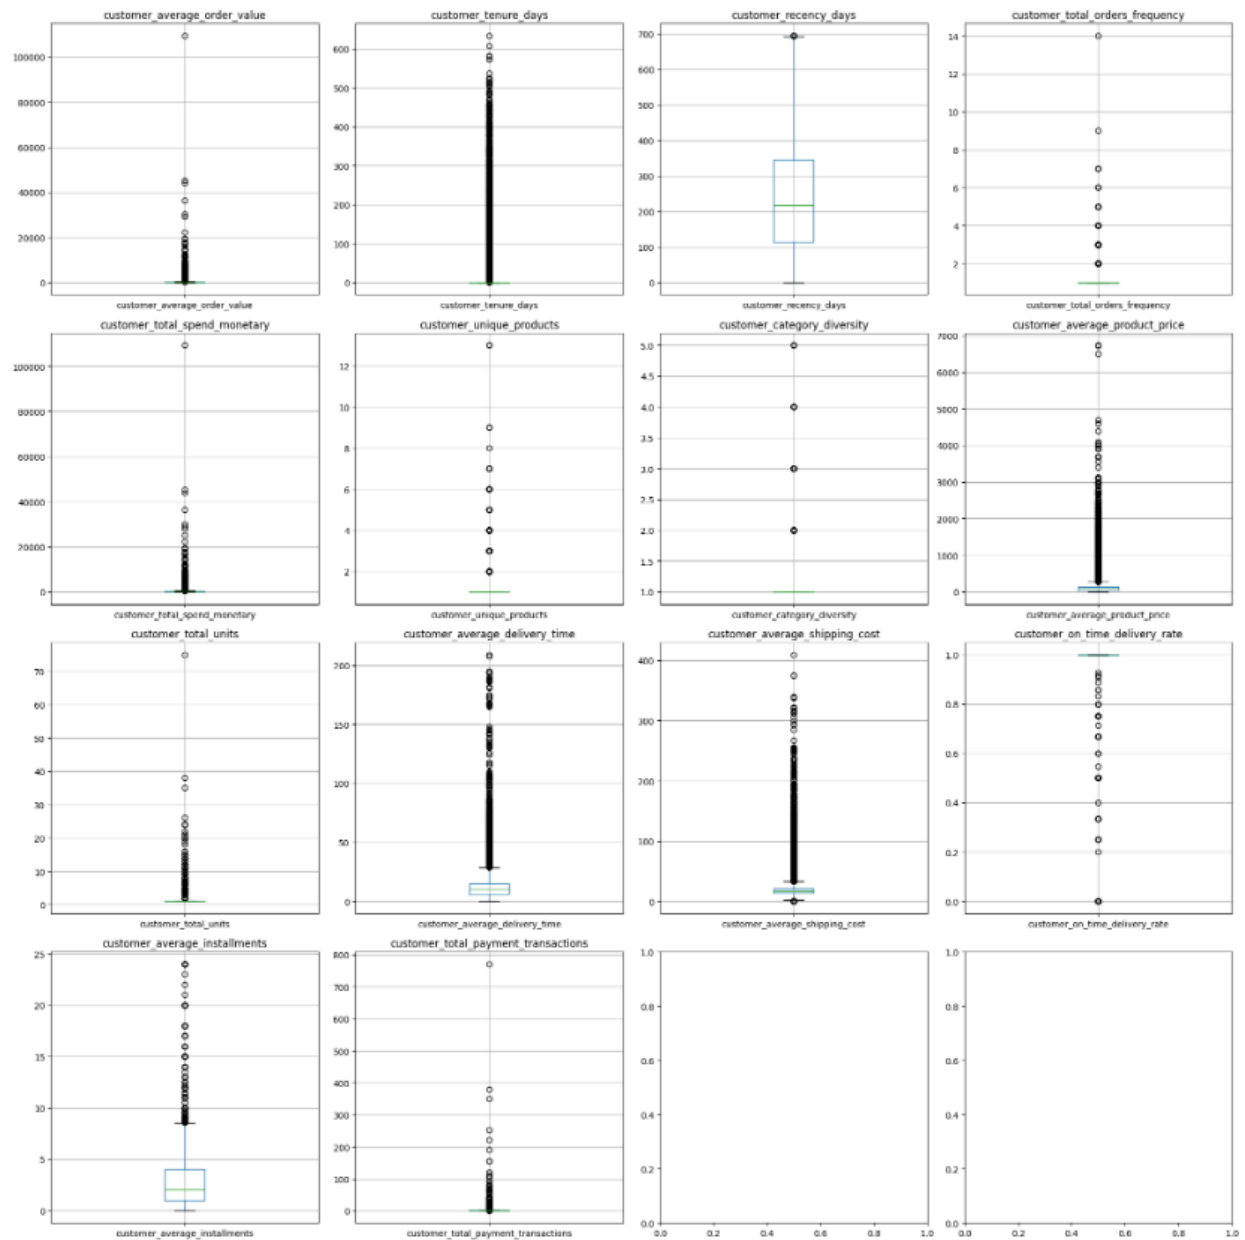 customer_average_order_value customer_tenure_days customer_recency_days customer_total_orders_frequency
100000 600 700 14
80000 500 600 12
60000 400 500 10
40000 300 400 8
20000 200 300 6
0 100 200 4
0 100 2
0
customer_average_order_value customer_tenure_days customer_recency_days customer_total_orders_frequency
customer_total_spend_monetary customer_unique_products customer_category_diversity customer_average_product_price
100000 12 5.0 7000
80000 10 4.5 6000
60000 8 4.0 5000
40000 6 3.5 4000
20000 4 3.0 3000
0 2 2.5 2000
2.0 1000
1.5 0
1.0
customer_total_spend_monetary customer_unique_products customer_category_diversity customer_average_product_price
customer_total_units customer_average_delivery_time customer_average_shipping_cost customer_on_time_delivery_rate
70 200 400 1.0
60 150 300 0.8
50 100 200 0.6
40 50 100 0.4
30 0 0 0.2
20 0.0
10
0
customer_total_units customer_average_delivery_time customer_average_shipping_cost customer_on_time_delivery_rate
customer_average_installments customer_total_payment_transactions
25 800 1.0 1.0
20 700 0.8 0.8
15 600 0.6 0.6
10 500 0.4 0.4
5 400 0.2 0.2
0 300 0.0 0.0
200
100
0
0.0 0.2 0.4 0.6 0.8 1.0 0.0 0.2 0.4 0.6 0.8 1.0
customer_average_installments customer_total_payment_transactions